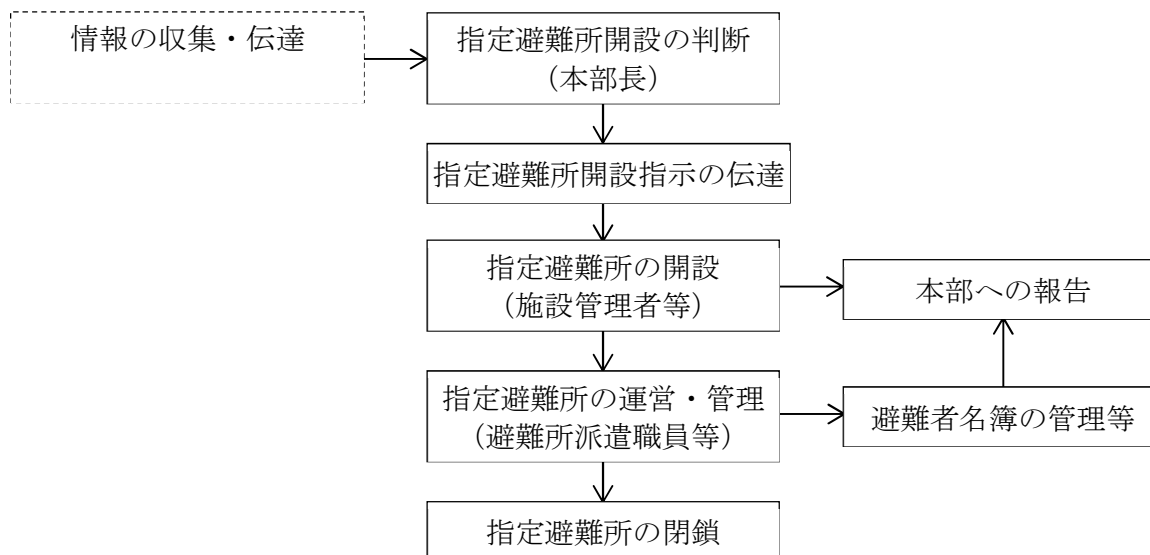 情報の収集・伝達
指定避難所開設の判断
（本部長）
指定避難所開設指示の伝達
指定避難所の開設
（施設管理者等）
本部への報告
指定避難所の運営・管理
（避難所派遣職員等）
避難者名簿の管理等
指定避難所の閉鎖